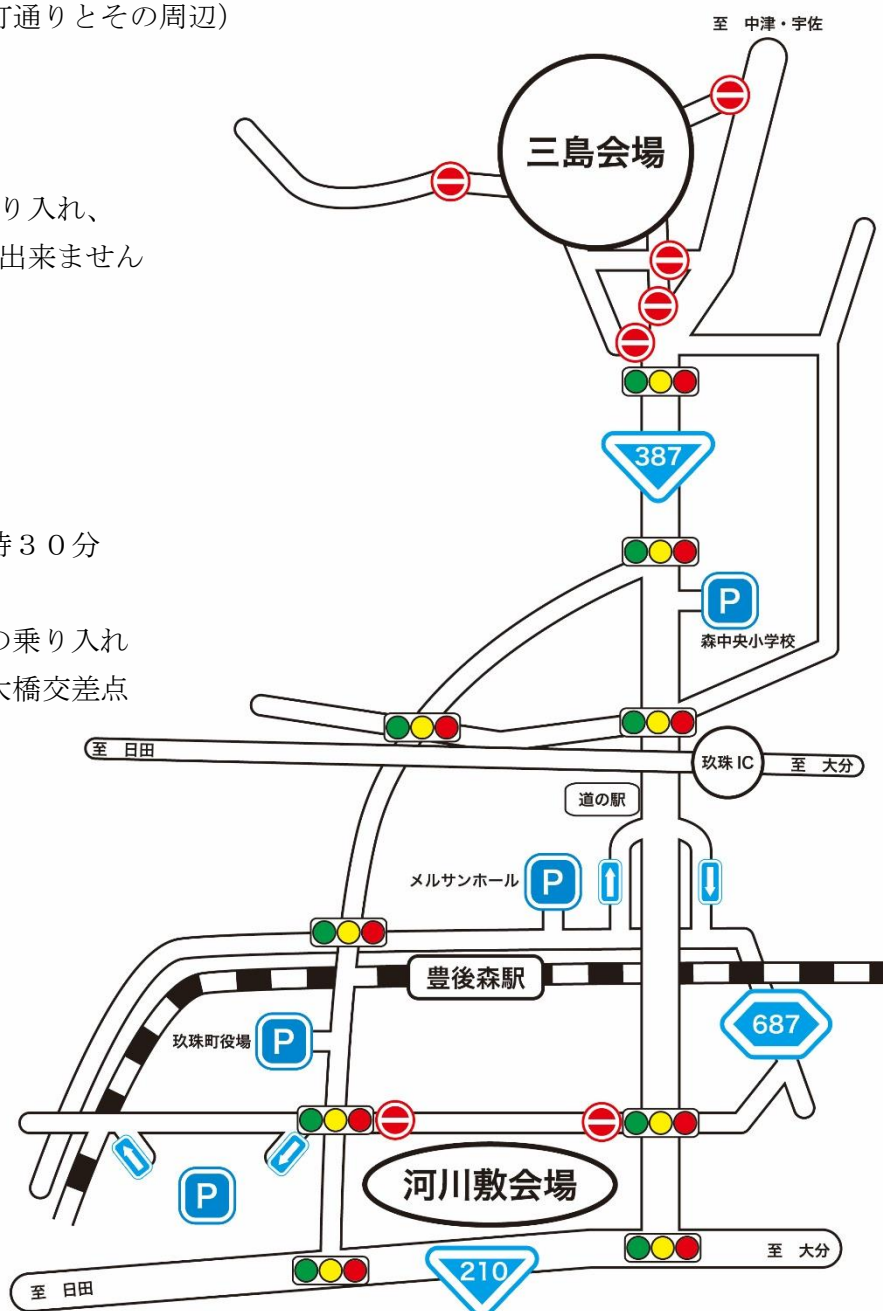 町通りとその周辺）
至 中津・宇佐
三島会場
り入れ、
出来ません
387
時３０分
P
森中央小学校
の乗り入れ
大橋交差点
至 日田
玖珠 IC
至 大分
道の駅
メルサンホール
P
豊後森駅
687
玖珠町役場
P
P
河川敷会場
至 大分
210
至 日田